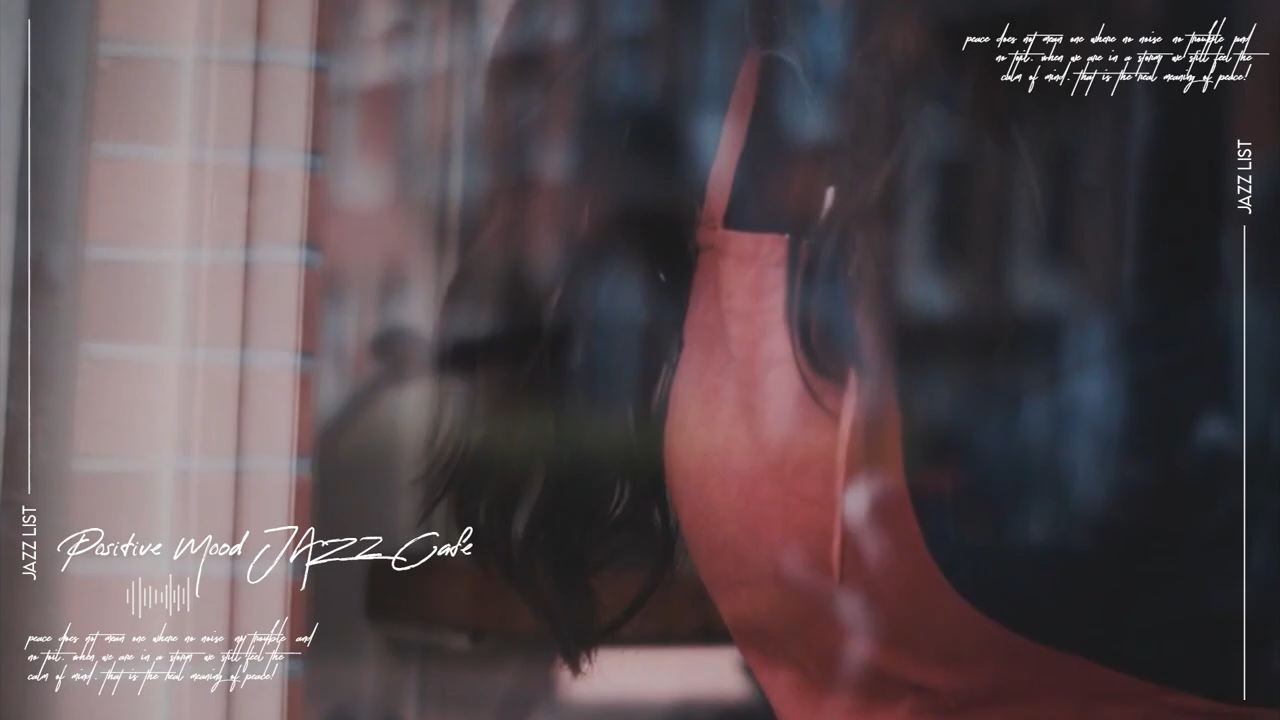 peace does not mean one where no noise no trouble and
no toil. when we are in a storm we still feel the
calm of mind. that is the real meaning of peace!
JAZZ LIST
JAZZ LIST
Positive Mood JAZZ Cafe
peace does not mean one where no noise no trouble and
no toil. when we are in a storm we still feel the
calm of mind. that is the real meaning of peace!